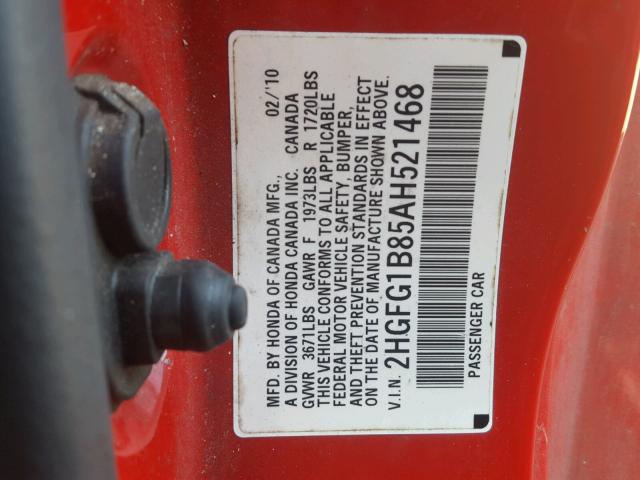 MFD. BY HONDA OF CANADA MFG., 02/'10
A DIVISION OF HONDA CANADA INC. CANADA
GVWR 3671LBS GAWR F 1973LBS R 1720LBS
THIS VEHICLE CONFORMS TO ALL APPLICABLE
FEDERAL MOTOR VEHICLE SAFETY, BUMPER,
AND THEFT PREVENTION STANDARDS IN EFFECT
ON THE DATE OF MANUFACTURE SHOWN ABOVE.
V.I.N. 2HGFG1B85AH521468
PASSENGER CAR